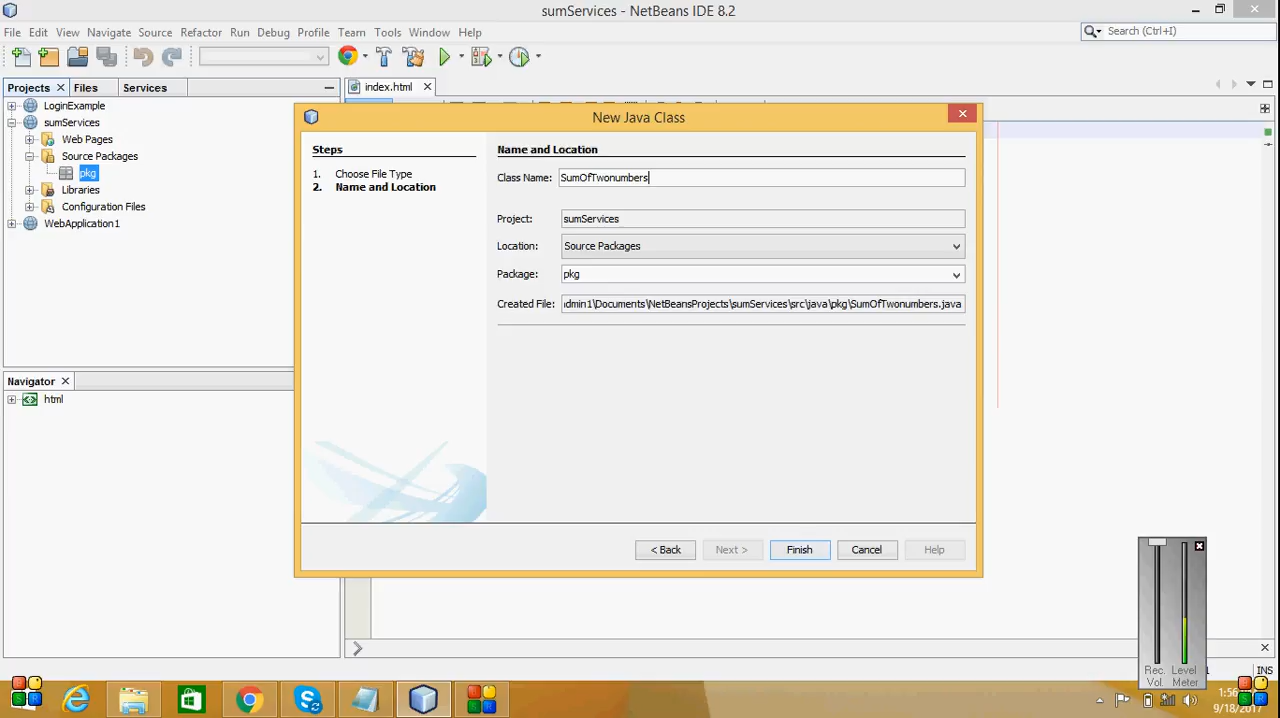 sumServices - NetBeans IDE 8.2
File Edit View Navigate Source Refactor Run Debug Profile Team Tools Window Help
Search (Ctrl+I)
Projects Files Services
index.html
LoginExample
sumServices
Web Pages
Source Packages
pkg
Libraries
Configuration Files
WebApplication1
New Java Class
Steps
1. Choose File Type
2. Name and Location
Name and Location
Class Name: SumOfTwonumbers
Project: sumServices
Location: Source Packages
Package: pkg
Created File: dmin1\Documents\NetBeansProjects\sumServices\src\java\pkg\SumOfTwonumbers.java
< Back Next > Finish Cancel Help
Navigator
html
Rec. Level
Vol. Meter
INS
1:56
9/18/2017